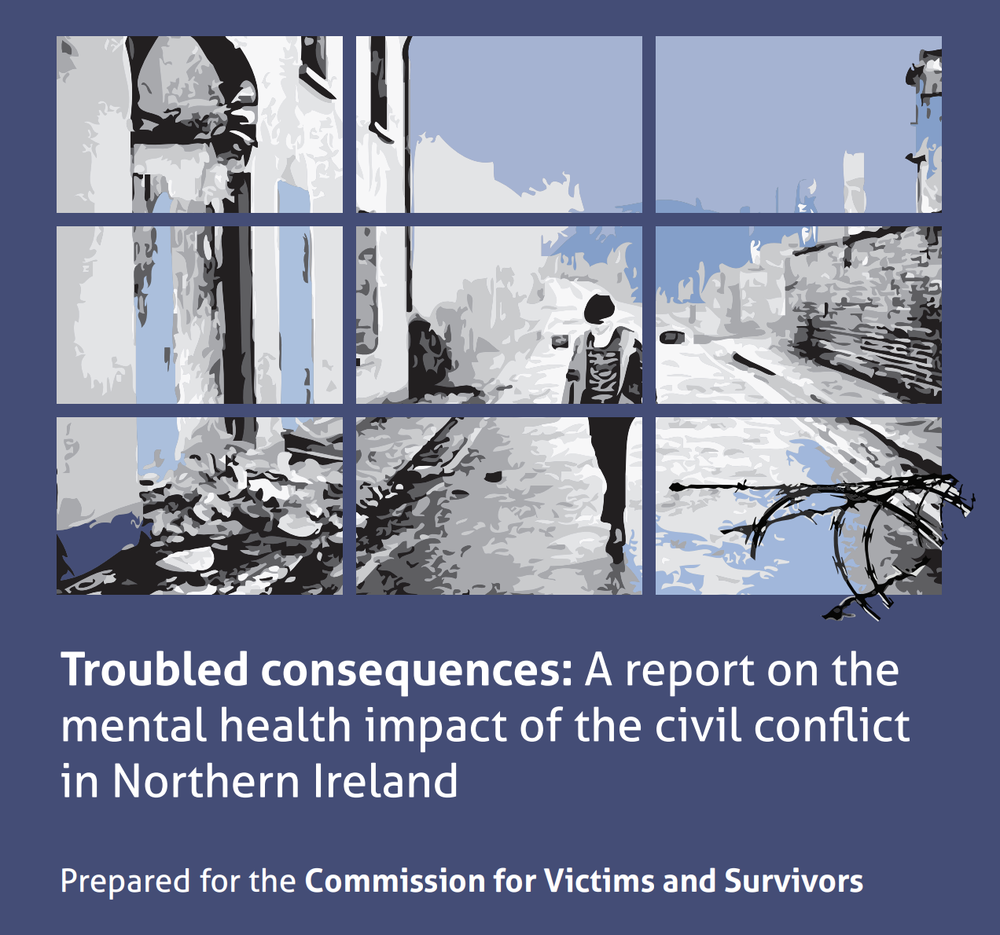 Troubled consequences: A report on the
mental health impact of the civil conflict
in Northern Ireland
Prepared for the Commission for Victims and Survivors